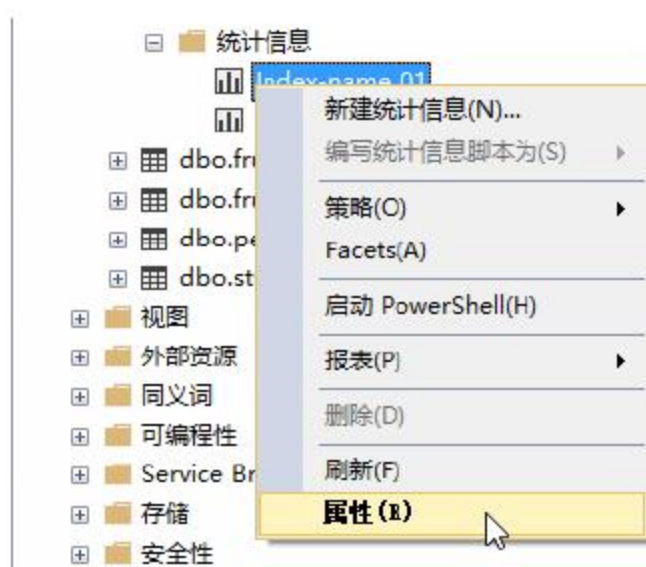 统计信息
Index-name 01
新建统计信息(N)...
编写统计信息脚本为(S)
dbo.fru
dbo.fru
策略(O)
dbo.pe
Facets(A)
dbo.st
启动 PowerShell(H)
视图
外部资源
报表(P)
同义词
删除(D)
可编程性
Service Br
刷新(F)
存储
属性(R)
安全性